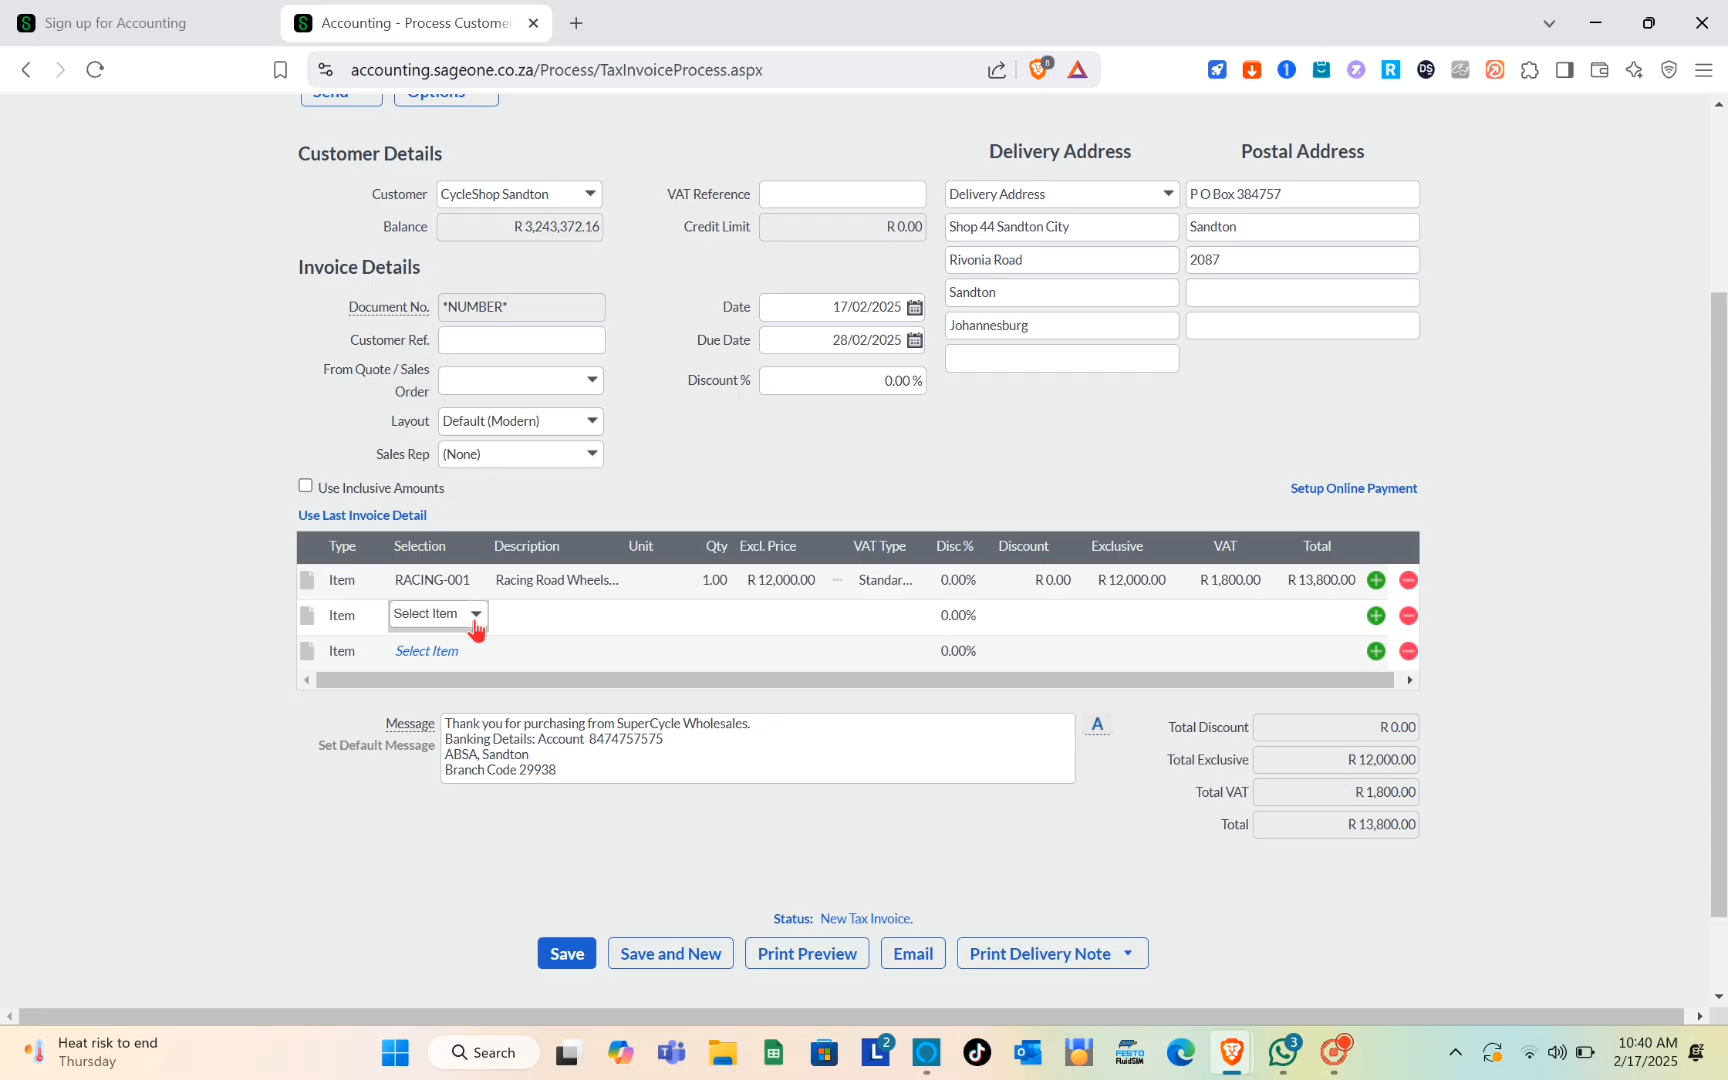 Sign up for Accounting
Accounting - Process Customer
accounting.sageone.co.za/Process/TaxInvoiceProcess.aspx
8
Send
Options
Customer Details
Delivery Address
Postal Address
Customer
CycleShop Sandton
VAT Reference
Delivery Address
P O Box 384757
Balance
R 3,243,372.16
Credit Limit
R 0.00
Shop 44 Sandton City
Sandton
Invoice Details
Rivonia Road
2087
Sandton
Document No.
*NUMBER*
Date
17/02/2025
Johannesburg
Customer Ref.
Due Date
28/02/2025
From Quote / Sales
Order
Discount %
0.00 %
Layout
Default (Modern)
Sales Rep
(None)
Use Inclusive Amounts
Setup Online Payment
Use Last Invoice Detail
Type Selection Description Unit Qty Excl. Price VAT Type Disc % Discount Exclusive VAT Total
Item RACING-001 Racing Road Wheels... 1.00 R 12,000.00 Standar... 0.00% R 0.00 R 12,000.00 R 1,800.00 R 13,800.00
Item Select Item 0.00%
Item Select Item 0.00%
Message
Set Default Message
Thank you for purchasing from SuperCycle Wholesales.
Banking Details: Account 8474757575
ABSA, Sandton
Branch Code 29938
A
Total Discount R 0.00
Total Exclusive R 12,000.00
Total VAT R 1,800.00
Total R 13,800.00
Status: New Tax Invoice.
Save
Save and New
Print Preview
Email
Print Delivery Note
Heat risk to end
Thursday
Search
2
3
10:40 AM
2/17/2025